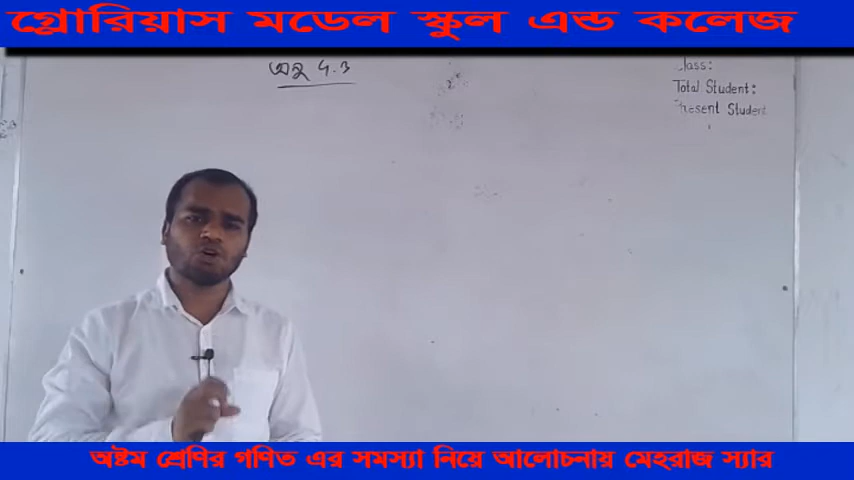 গ্লোরিয়াস মডেল স্কুল এন্ড কলেজ
অনু ৫.৩
Class:
Total Student:
Present Student
অষ্টম শ্রেণির গণিত এর সমস্যা নিয়ে আলোচনায় মেহরাজ স্যার